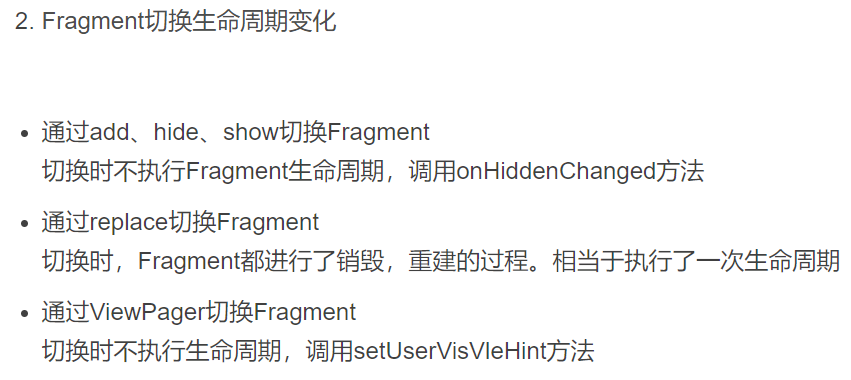 2. Fragment切换生命周期变化
• 通过add、hide、show切换Fragment
切换时不执行Fragment生命周期，调用onHiddenChanged方法
• 通过replace切换Fragment
切换时，Fragment都进行了销毁，重建的过程。相当于执行了一次生命周期
• 通过ViewPager切换Fragment
切换时不执行生命周期，调用setUserVisVleHint方法